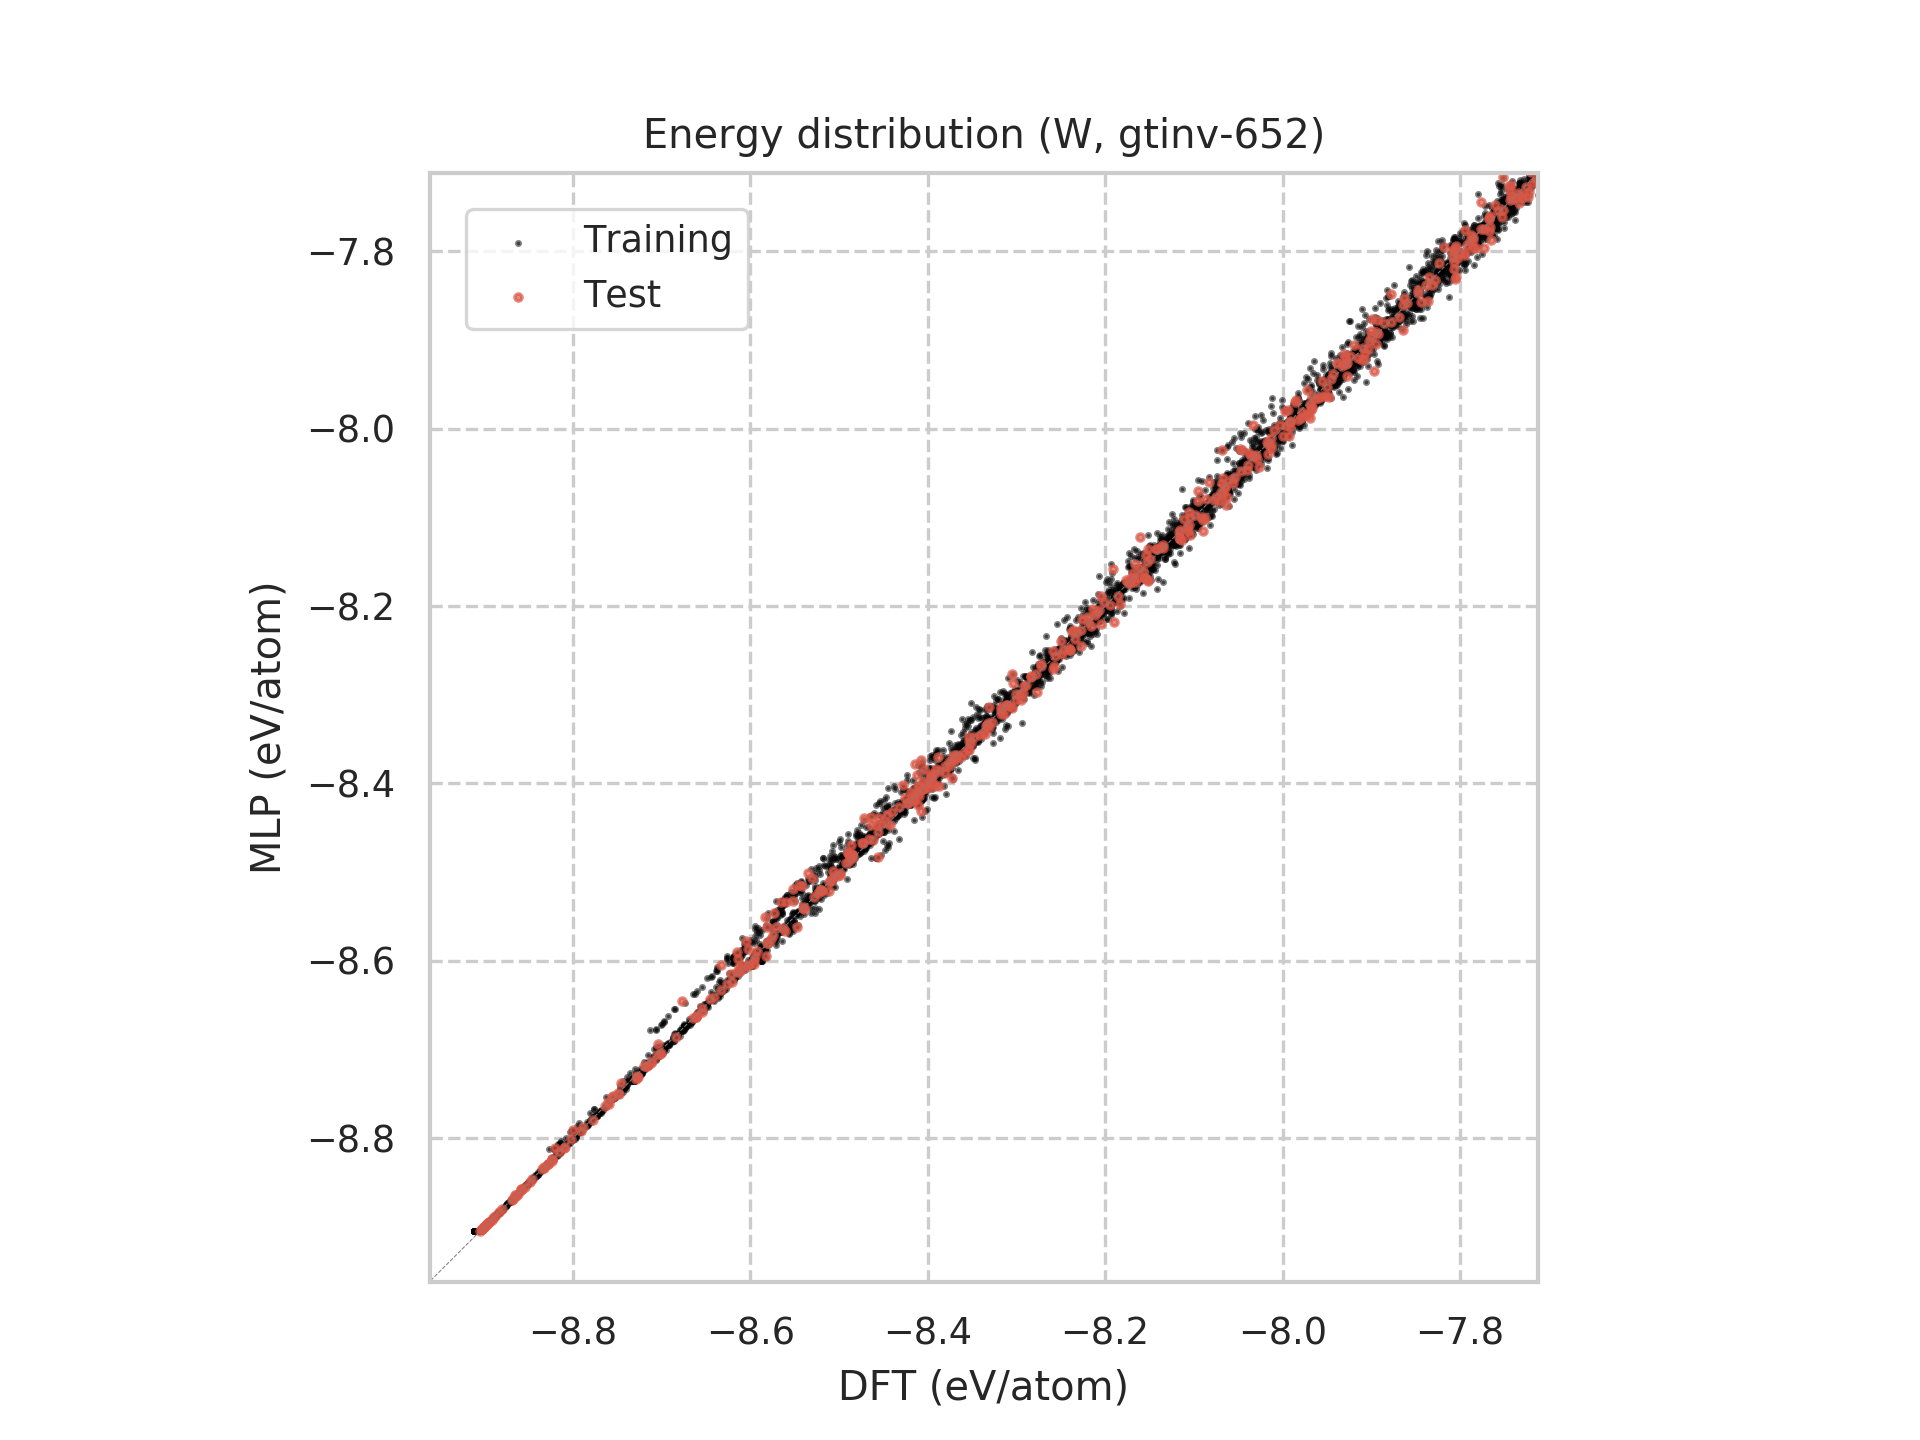 Energy distribution (W, gtinv-652)
Training
Test
MLP (eV/atom)
−7.8
−8.0
−8.2
−8.4
−8.6
−8.8
−8.8 −8.6 −8.4 −8.2 −8.0 −7.8
DFT (eV/atom)